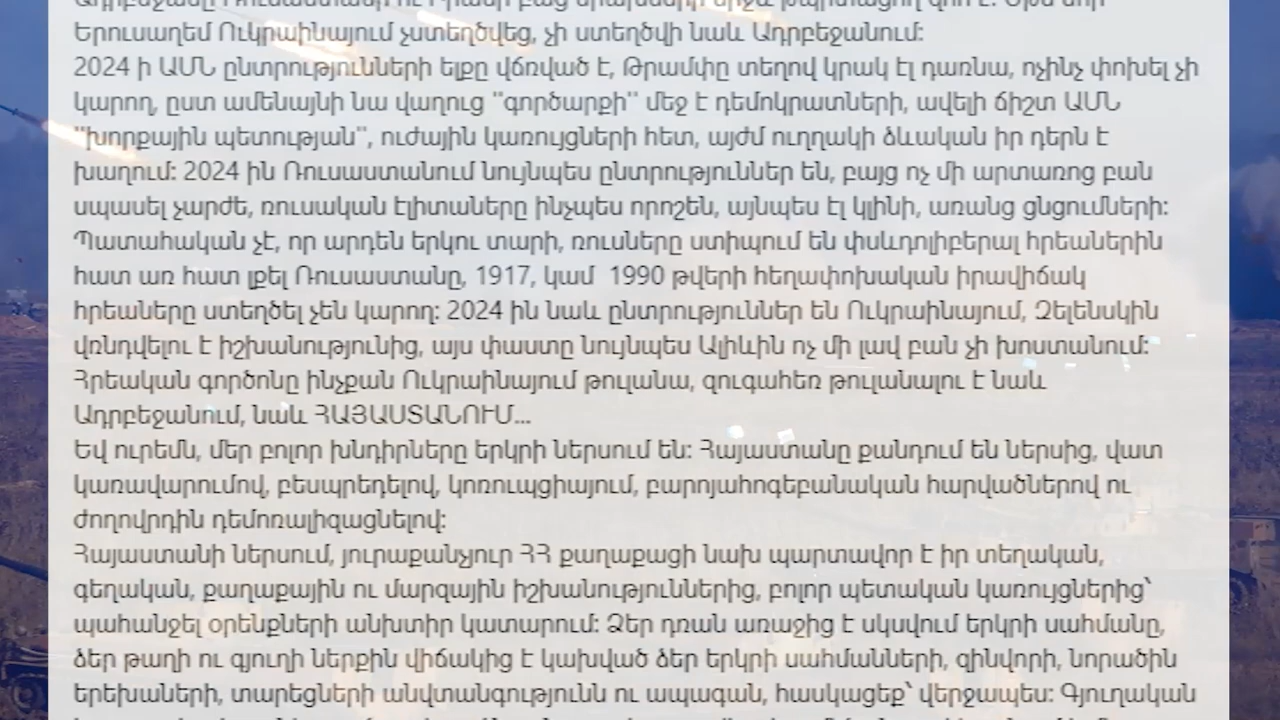 Երուսաղեմ Ուկրաինայում չստեղծվեց, չի ստեղծվի նաև Ադրբեջանում:
2024 ի ԱՄՆ ընտրությունների ելքը վճռված է, Թրամփը տեղով կրակ էլ դառնա, ոչինչ փոխել չի
կարող, ըստ ամենայնի նա վաղուց ''գործարքի'' մեջ է դեմոկրատների, ավելի ճիշտ ԱՄՆ
''խորքային պետության'', ուժային կառույցների հետ, այժմ ուղղակի ձևական իր դերն է
խաղում: 2024 ին Ռուսաստանում նույնպես ընտրություններ են, բայց ոչ մի արտառոց բան
սպասել չարժե, ռուսական էլիտաները ինչպես որոշեն, այնպես էլ կլինի, առանց ցնցումների:
Պատահական չէ, որ արդեն երկու տարի, ռուսները ստիպում են փսևդոլիբերալ հրեաներին
հատ առ հատ լքել Ռուսաստանը, 1917, կամ 1990 թվերի հեղափոխական իրավիճակ
հրեաները ստեղծել չեն կարող: 2024 ին նաև ընտրություններ են Ուկրաինայում, Զելենսկին
վռնդվելու է իշխանությունից, այս փաստը նույնպես Ալիևին ոչ մի լավ բան չի խոստանում:
Հրեական գործոնը ինչքան Ուկրաինայում թուլանա, զուգահեռ թուլանալու է նաև
Ադրբեջանում, նաև ՀԱՅԱՍՏԱՆՈՒՄ...
Եվ ուրեմն, մեր բոլոր խնդիրները երկրի ներսում են: Հայաստանը քանդում են ներսից, վատ
կառավարումով, բեսպրեդելով, կոռուպցիայում, բարոյահոգեբանական հարվածներով ու
ժողովրդին դեմոռալիզացնելով:
Հայաստանի ներսում, յուրաքանչյուր ՀՀ քաղաքացի նախ պարտավոր է իր տեղական,
գեղական, քաղաքային ու մարզային իշխանություններից, բոլոր պետական կառույցներից՝
պահանջել օրենքների անխտիր կատարում: Ձեր դռան առաջից է սկսվում երկրի սահմանը,
ձեր թաղի ու գյուղի ներքին վիճակից է կախված ձեր երկրի սահմանների, զինվորի, նորածին
երեխաների, տարեցների անվտանգությունն ու ապագան, հասկացեք՝ վերջապես: Գյուղական